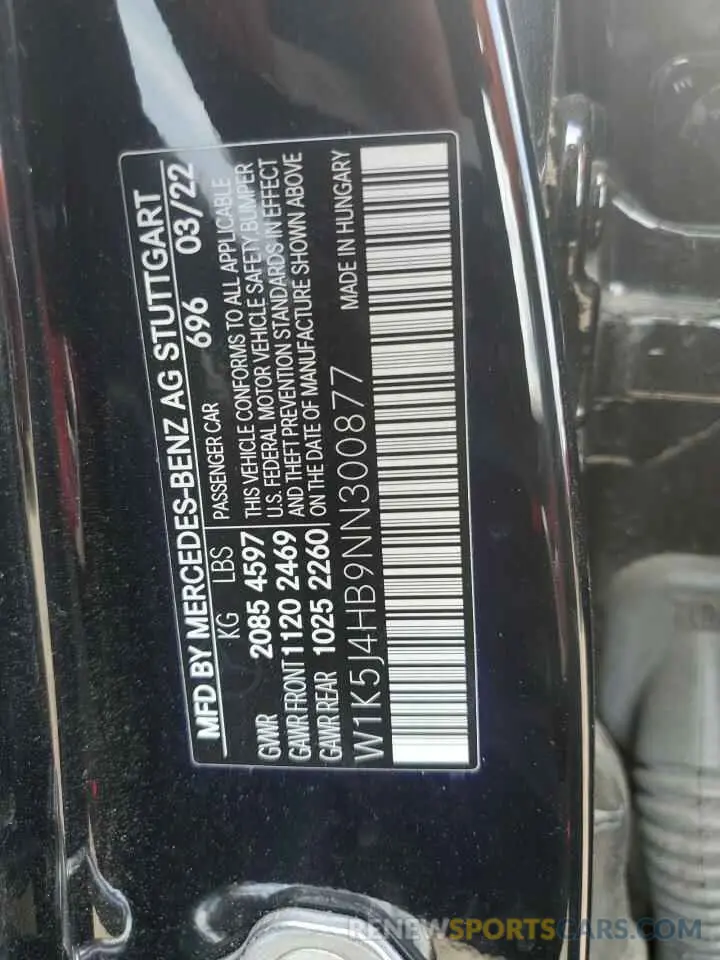 MFD BY MERCEDES-BENZ AG STUTTGART
696 03/22
KG LBS PASSENGER CAR
GWR 2085 4597
GAWR FRONT 1120 2469
GAWR REAR 1025 2260
THIS VEHICLE CONFORMS TO ALL APPLICABLE
U.S. FEDERAL MOTOR VEHICLE SAFETY, BUMPER
AND THEFT PREVENTION STANDARDS IN EFFECT
ON THE DATE OF MANUFACTURE SHOWN ABOVE
W1K5J4HB9NN300877 MADE IN HUNGARY
RENEWSPORTSCARS.COM